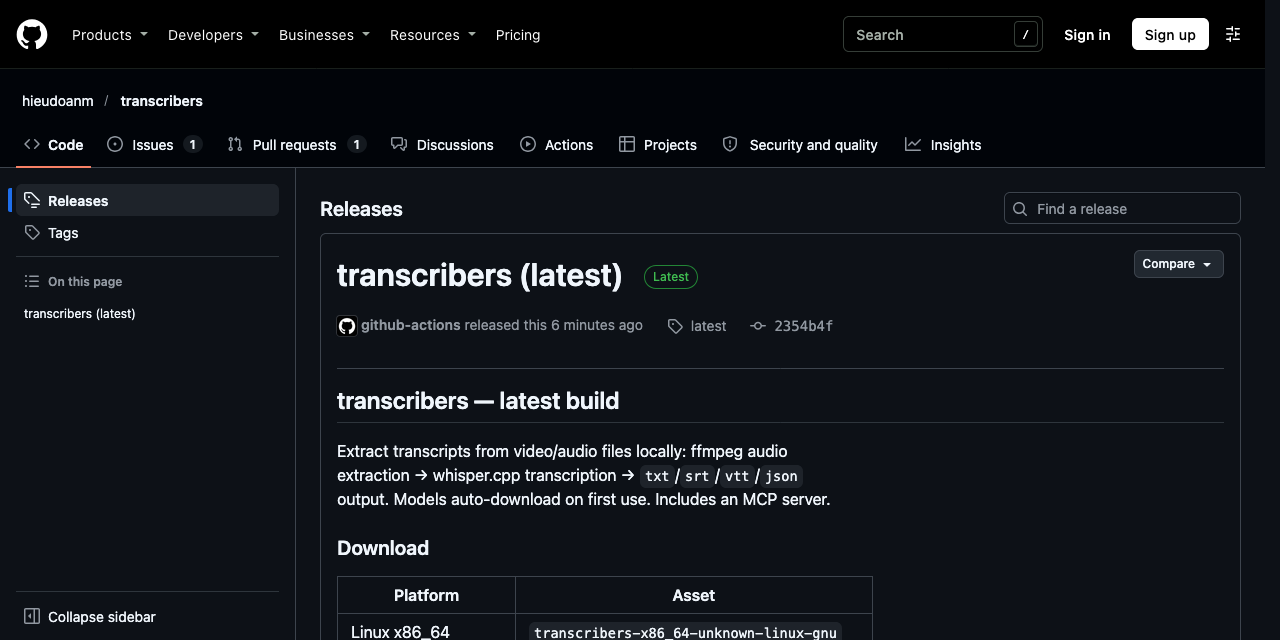 Products Developers Businesses Resources Pricing Search / Sign in Sign up
hieudoanm / transcribers
Code Issues 1 Pull requests 1 Discussions Actions Projects Security and quality Insights
Releases
Tags
On this page
transcribers (latest)
Collapse sidebar
Releases
Find a release
transcribers (latest) Latest
Compare
github-actions released this 6 minutes ago latest 2354b4f
transcribers — latest build
Extract transcripts from video/audio files locally: ffmpeg audio
extraction → whisper.cpp transcription → txt / srt / vtt / json
output. Models auto-download on first use. Includes an MCP server.
Download
Platform Asset
Linux x86_64 transcribers-x86_64-unknown-linux-gnu